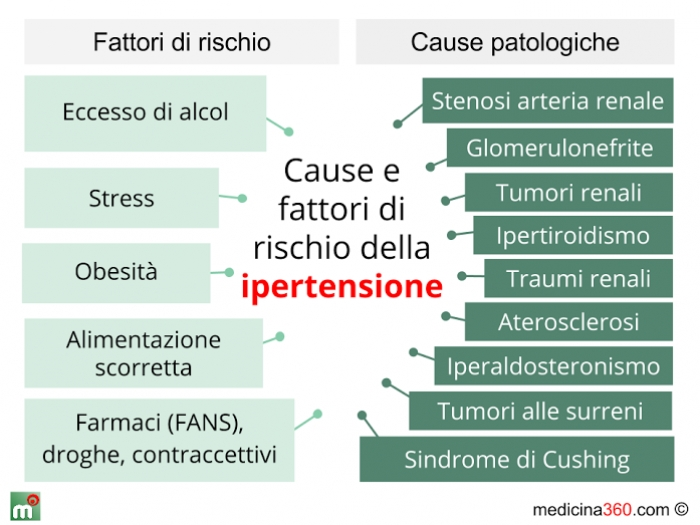 Fattori di rischio
Cause patologiche
Eccesso di alcol
Stress
Obesità
Alimentazione
scorretta
Farmaci (FANS),
droghe, contraccettivi
Cause e
fattori di
rischio della
ipertensione
Stenosi arteria renale
Glomerulonefrite
Tumori renali
Ipertiroidismo
Traumi renali
Aterosclerosi
Iperaldosteronismo
Tumori alle surreni
Sindrome di Cushing
m
medicina360.com ©